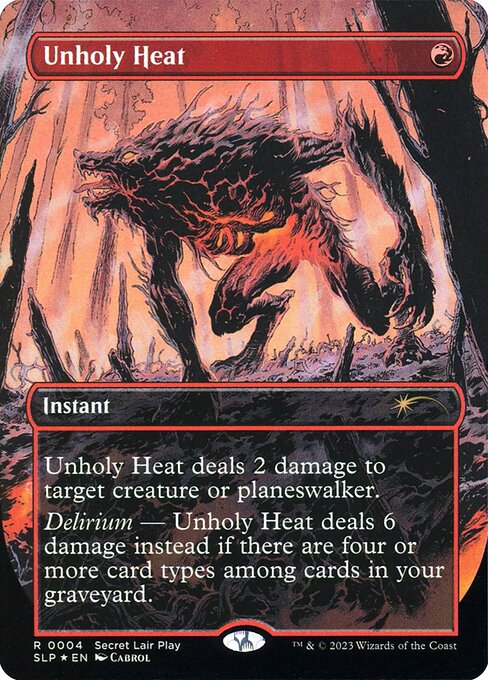 Unholy Heat
Instant
Unholy Heat deals 2 damage to
target creature or planeswalker.
Delirium — Unholy Heat deals 6
damage instead if there are four or
more card types among cards in your
graveyard.
R 0004 Secret Lair Play
SLP ★ EN CABROL
™ & © 2023 Wizards of the Coast